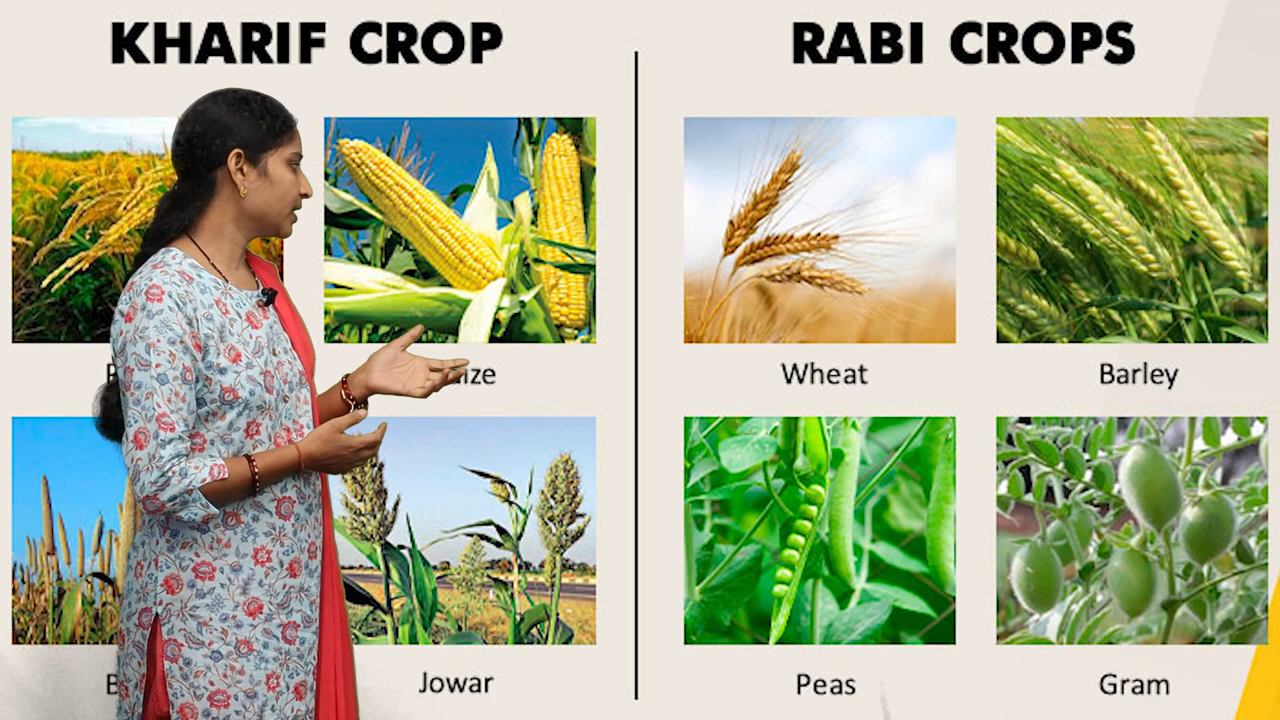 KHARIF CROP
RABI CROPS
Wheat
Barley
Jowar
Peas
Gram